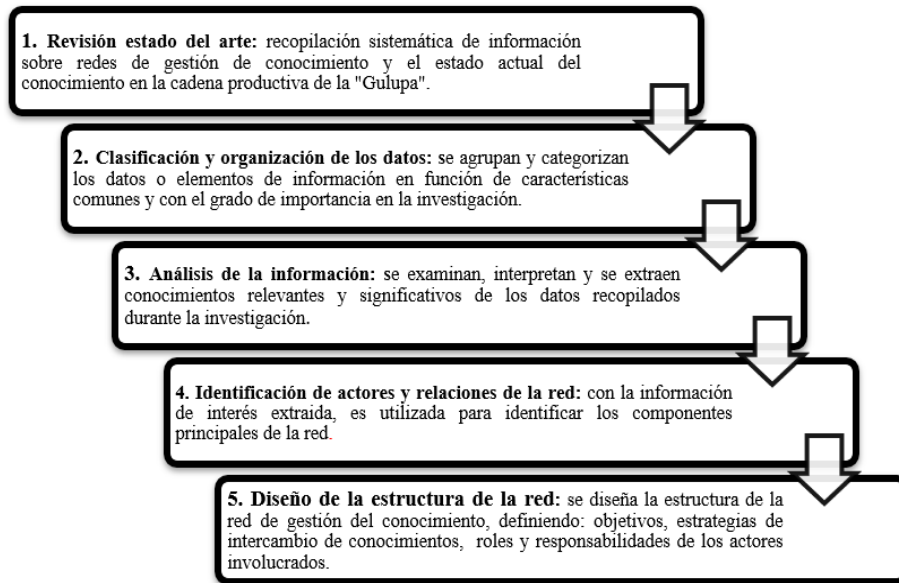 1. Revisión estado del arte: recopilación sistemática de información
sobre redes de gestión de conocimiento y el estado actual del
conocimiento en la cadena productiva de la "Gulupa".
2. Clasificación y organización de los datos: se agrupan y categorizan
los datos o elementos de información en función de características
comunes y con el grado de importancia en la investigación.
3. Análisis de la información: se examinan, interpretan y se extraen
conocimientos relevantes y significativos de los datos recopilados
durante la investigación.
4. Identificación de actores y relaciones de la red: con la información
de interés extraida, es utilizada para identificar los componentes
principales de la red.
5. Diseño de la estructura de la red: se diseña la estructura de la
red de gestión del conocimiento, definiendo: objetivos, estrategias de
intercambio de conocimientos, roles y responsabilidades de los actores
involucrados.